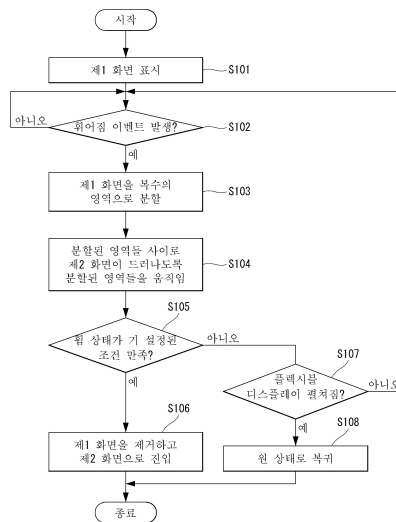 시작
제1 화면 표시
S101
휘어짐 이벤트 발생?
S102
아니오
예
제1 화면을 복수의
영역으로 분할
S103
분할된 영역들 사이로
제2 화면이 드러나도록
분할된 영역들을 움직임
S104
휨 상태가 기 설정된
조건 만족?
S105
아니오
예
플렉시블
디스플레이 펼쳐짐?
S107
아니오
예
제1 화면을 제거하고
제2 화면으로 진입
S106
원 상태로 복귀
S108
종료